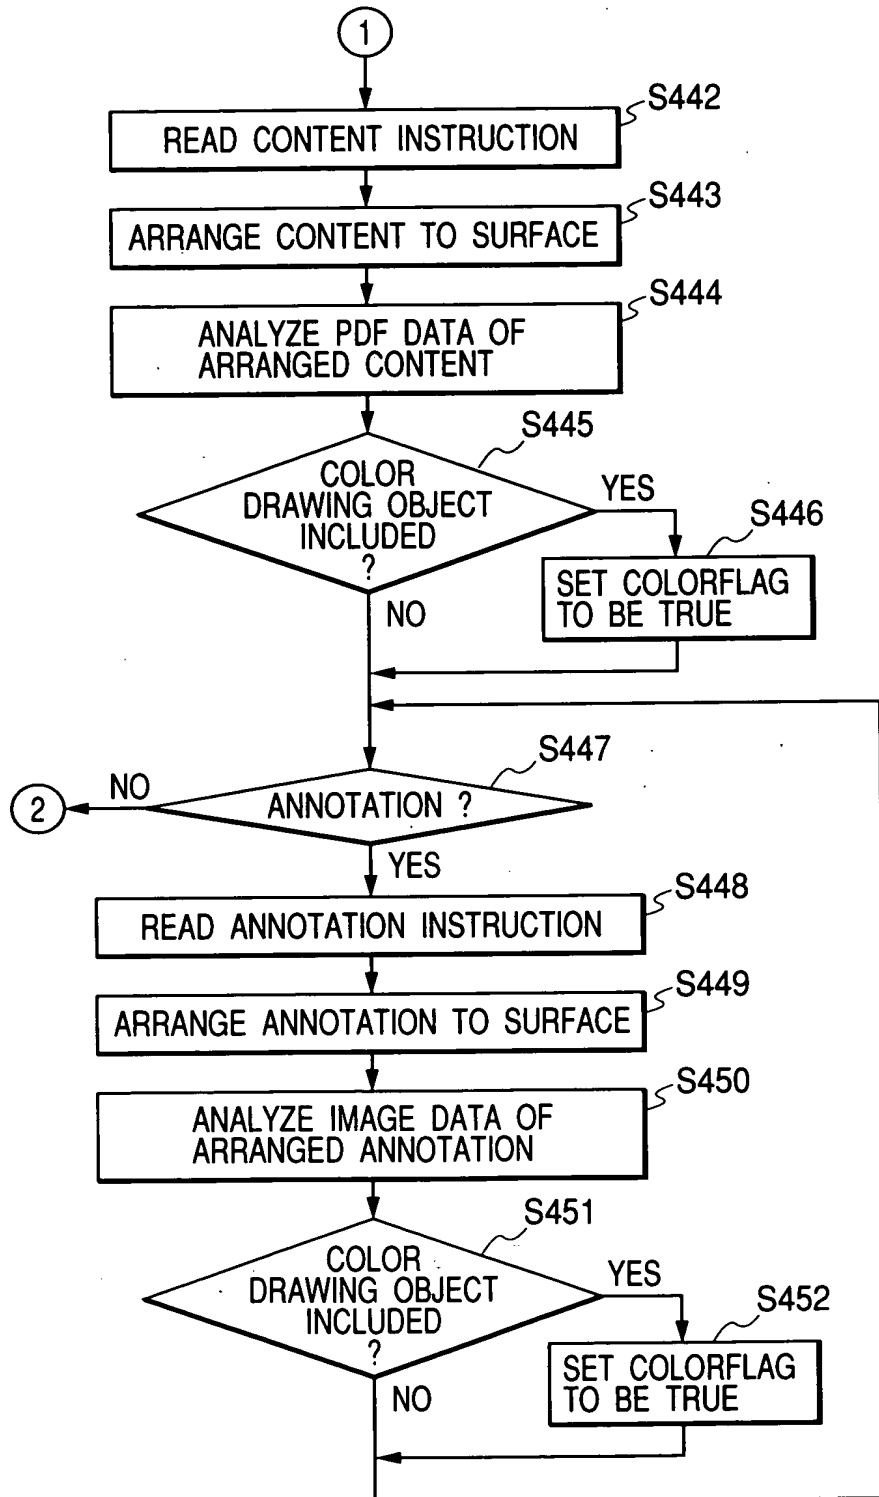 1
S442
READ CONTENT INSTRUCTION
S443
ARRANGE CONTENT TO SURFACE
S444
ANALYZE PDF DATA OF
ARRANGED CONTENT
S445
COLOR
DRAWING OBJECT
INCLUDED
?
YES
S446
SET COLORFLAG
TO BE TRUE
NO
S447
2
NO
ANNOTATION ?
YES
S448
READ ANNOTATION INSTRUCTION
S449
ARRANGE ANNOTATION TO SURFACE
S450
ANALYZE IMAGE DATA OF
ARRANGED ANNOTATION
S451
COLOR
DRAWING OBJECT
INCLUDED
?
YES
S452
SET COLORFLAG
TO BE TRUE
NO